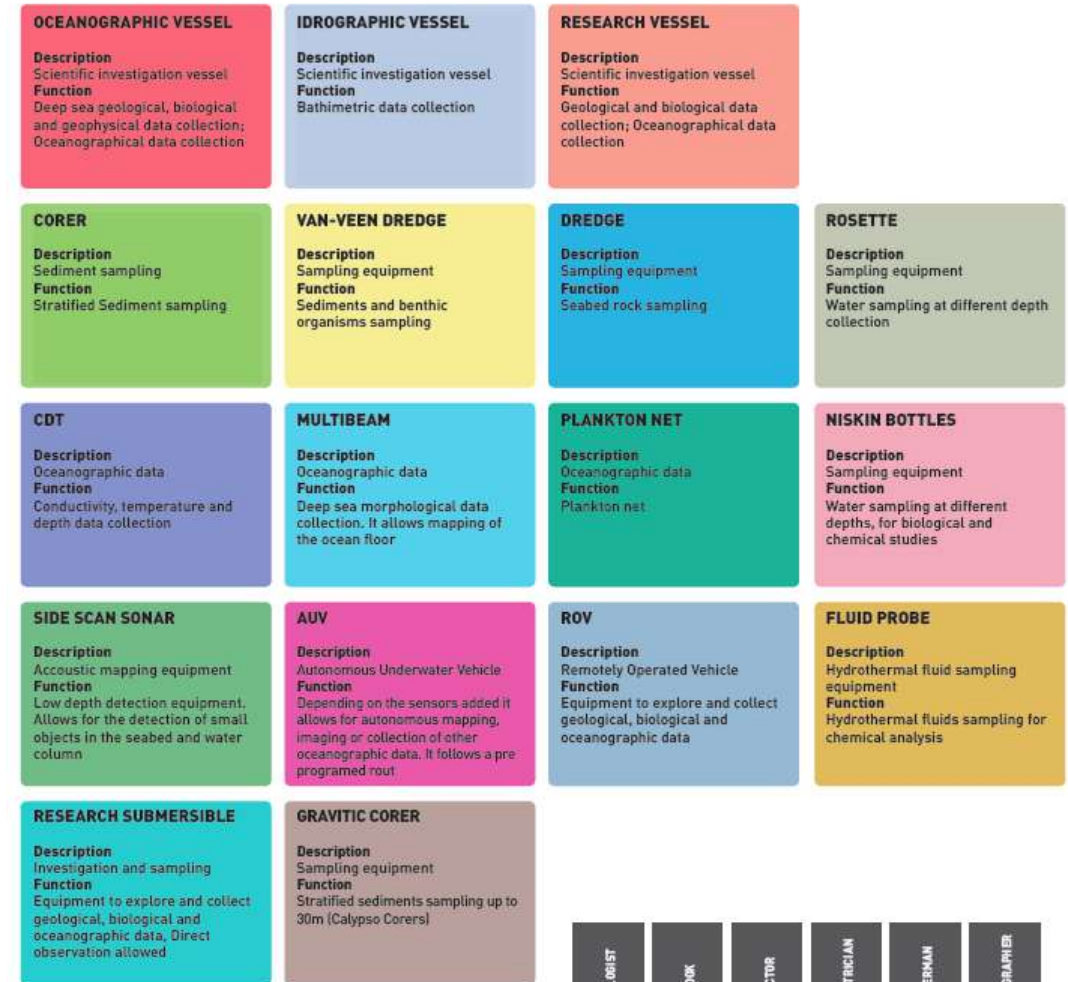 OCEANOGRAPHIC VESSEL
Description
Scientific investigation vessel
Function
Deep sea geological, biological
and geophysical data collection;
Oceanographical data collection
IDROGRAPHIC VESSEL
Description
Scientific investigation vessel
Function
Bathimetric data collection
RESEARCH VESSEL
Description
Scientific investigation vessel
Function
Geological and biological data
collection; Oceanographical data
collection
CORER
Description
Sediment sampling
Function
Stratified Sediment sampling
VAN-VEEN DREDGE
Description
Sampling equipment
Function
Sediments and benthic
organisms sampling
DREDGE
Description
Sampling equipment
Function
Seabed rock sampling
ROSETTE
Description
Sampling equipment
Function
Water sampling at different depth
collection
CDT
Description
Oceanographic data
Function
Conductivity, temperature and
depth data collection
MULTIBEAM
Description
Oceanographic data
Function
Deep sea morphological data
collection. It allows mapping of
the ocean floor
PLANKTON NET
Description
Oceanographic data
Function
Plankton net
NISKIN BOTTLES
Description
Sampling equipment
Function
Water sampling at different
depths, for biological and
chemical studies
SIDE SCAN SONAR
Description
Accoustic mapping equipment
Function
Low depth detection equipment.
Allows for the detection of small
objects in the seabed and water
column
AUV
Description
Autonomous Underwater Vehicle
Function
Depending on the sensors added it
allows for autonomous mapping,
imaging or collection of other
oceanographic data. It follows a pre
programed rout
ROV
Description
Remotely Operated Vehicle
Function
Equipment to explore and collect
geological, biological and
oceanographic data
FLUID PROBE
Description
Hydrothermal fluid sampling
equipment
Function
Hydrothermal fluids sampling for
chemical analysis
RESEARCH SUBMERSIBLE
Description
Investigation and sampling
Function
Equipment to explore and collect
geological, biological and
oceanographic data, Direct
observation allowed
GRAVITIC CORER
Description
Sampling equipment
Function
Stratified sediments sampling up to
30m (Calypso Corers)